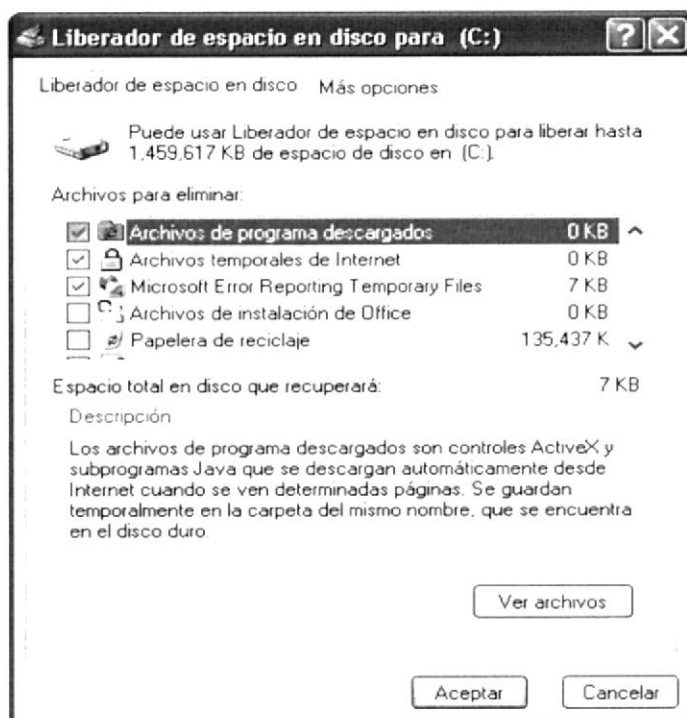 Liberador de espacio en disco para (C:)
Liberador de espacio en disco Más opciones
Puede usar Liberador de espacio en disco para liberar hasta
1,459,617 KB de espacio de disco en (C:).
Archivos para eliminar:
Archivos de programa descargados 0 KB
Archivos temporales de Internet 0 KB
Microsoft Error Reporting Temporary Files 7 KB
Archivos de instalación de Office 0 KB
Papelera de reciclaje 135,437 K
Espacio total en disco que recuperará: 7 KB
Descripción
Los archivos de programa descargados son controles ActiveX y
subprogramas Java que se descargan automáticamente desde
Internet cuando se ven determinadas páginas. Se guardan
temporalmente en la carpeta del mismo nombre, que se encuentra
en el disco duro.
Ver archivos
Aceptar Cancelar